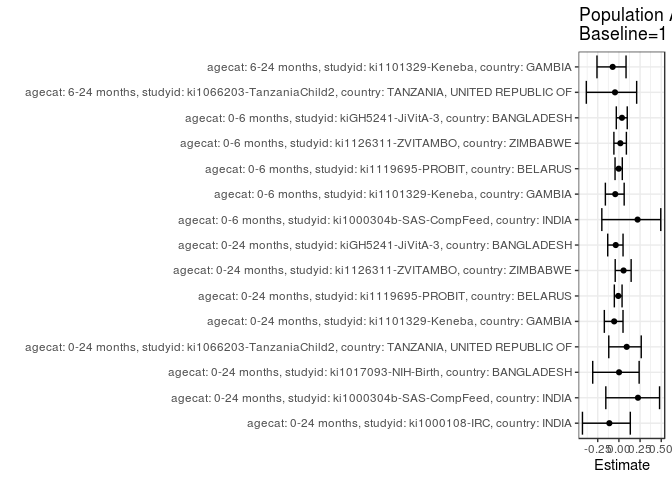 Population
Baseline=1
agecat: 6-24 months, studyid: ki1101329-Keneba, country: GAMBIA
agecat: 6-24 months, studyid: ki1066203-TanzaniaChild2, country: TANZANIA, UNITED REPUBLIC OF
agecat: 0-6 months, studyid: kiGH5241-JiVitA-3, country: BANGLADESH
agecat: 0-6 months, studyid: ki1126311-ZVITAMBO, country: ZIMBABWE
agecat: 0-6 months, studyid: ki1119695-PROBIT, country: BELARUS
agecat: 0-6 months, studyid: ki1101329-Keneba, country: GAMBIA
agecat: 0-6 months, studyid: ki1000304b-SAS-CompFeed, country: INDIA
agecat: 0-24 months, studyid: kiGH5241-JiVitA-3, country: BANGLADESH
agecat: 0-24 months, studyid: ki1126311-ZVITAMBO, country: ZIMBABWE
agecat: 0-24 months, studyid: ki1119695-PROBIT, country: BELARUS
agecat: 0-24 months, studyid: ki1101329-Keneba, country: GAMBIA
agecat: 0-24 months, studyid: ki1066203-TanzaniaChild2, country: TANZANIA, UNITED REPUBLIC OF
agecat: 0-24 months, studyid: ki1017093-NIH-Birth, country: BANGLADESH
agecat: 0-24 months, studyid: ki1000304b-SAS-CompFeed, country: INDIA
agecat: 0-24 months, studyid: ki1000108-IRC, country: INDIA
-0.25 0.00 0.25 0.50
Estimate